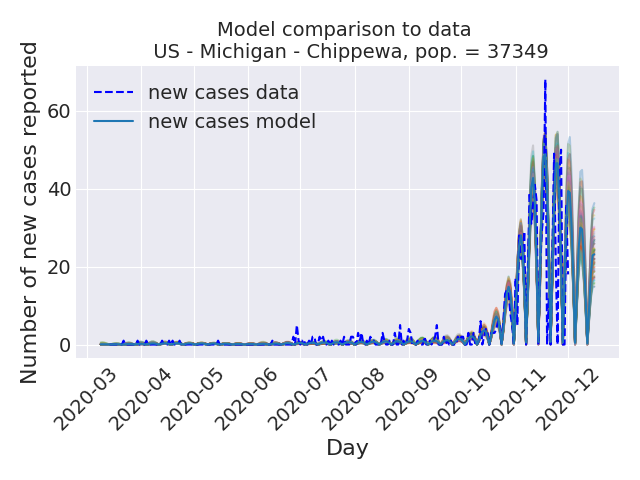 Model comparison to data
US - Michigan - Chippewa, pop. = 37349
Number of new cases reported
new cases data
new cases model
60
40
20
0
2020-03
2020-04
2020-05
2020-06
2020-07
2020-08
2020-09
2020-10
2020-11
2020-12
Day